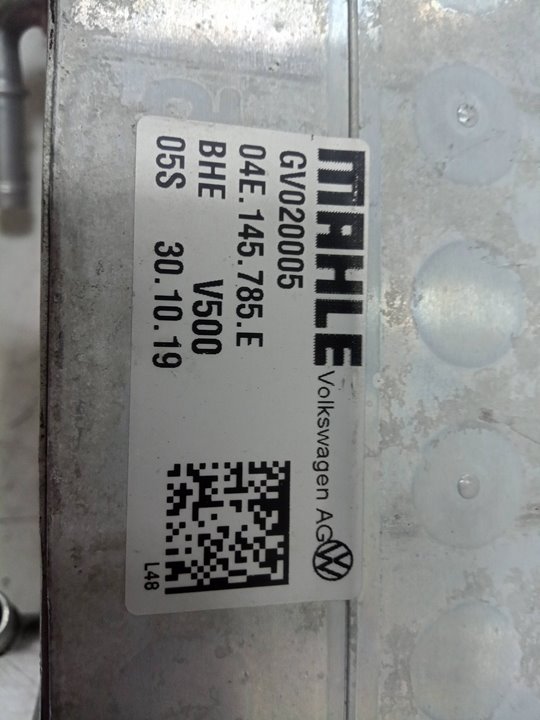 MAHLE Volkswagen AG
GV020005
04E.145.785.E
BHE V500
05S 30.10.19
L48